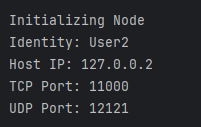 Initializing Node
Identity: User2
Host IP: 127.0.0.2
TCP Port: 11000
UDP Port: 12121